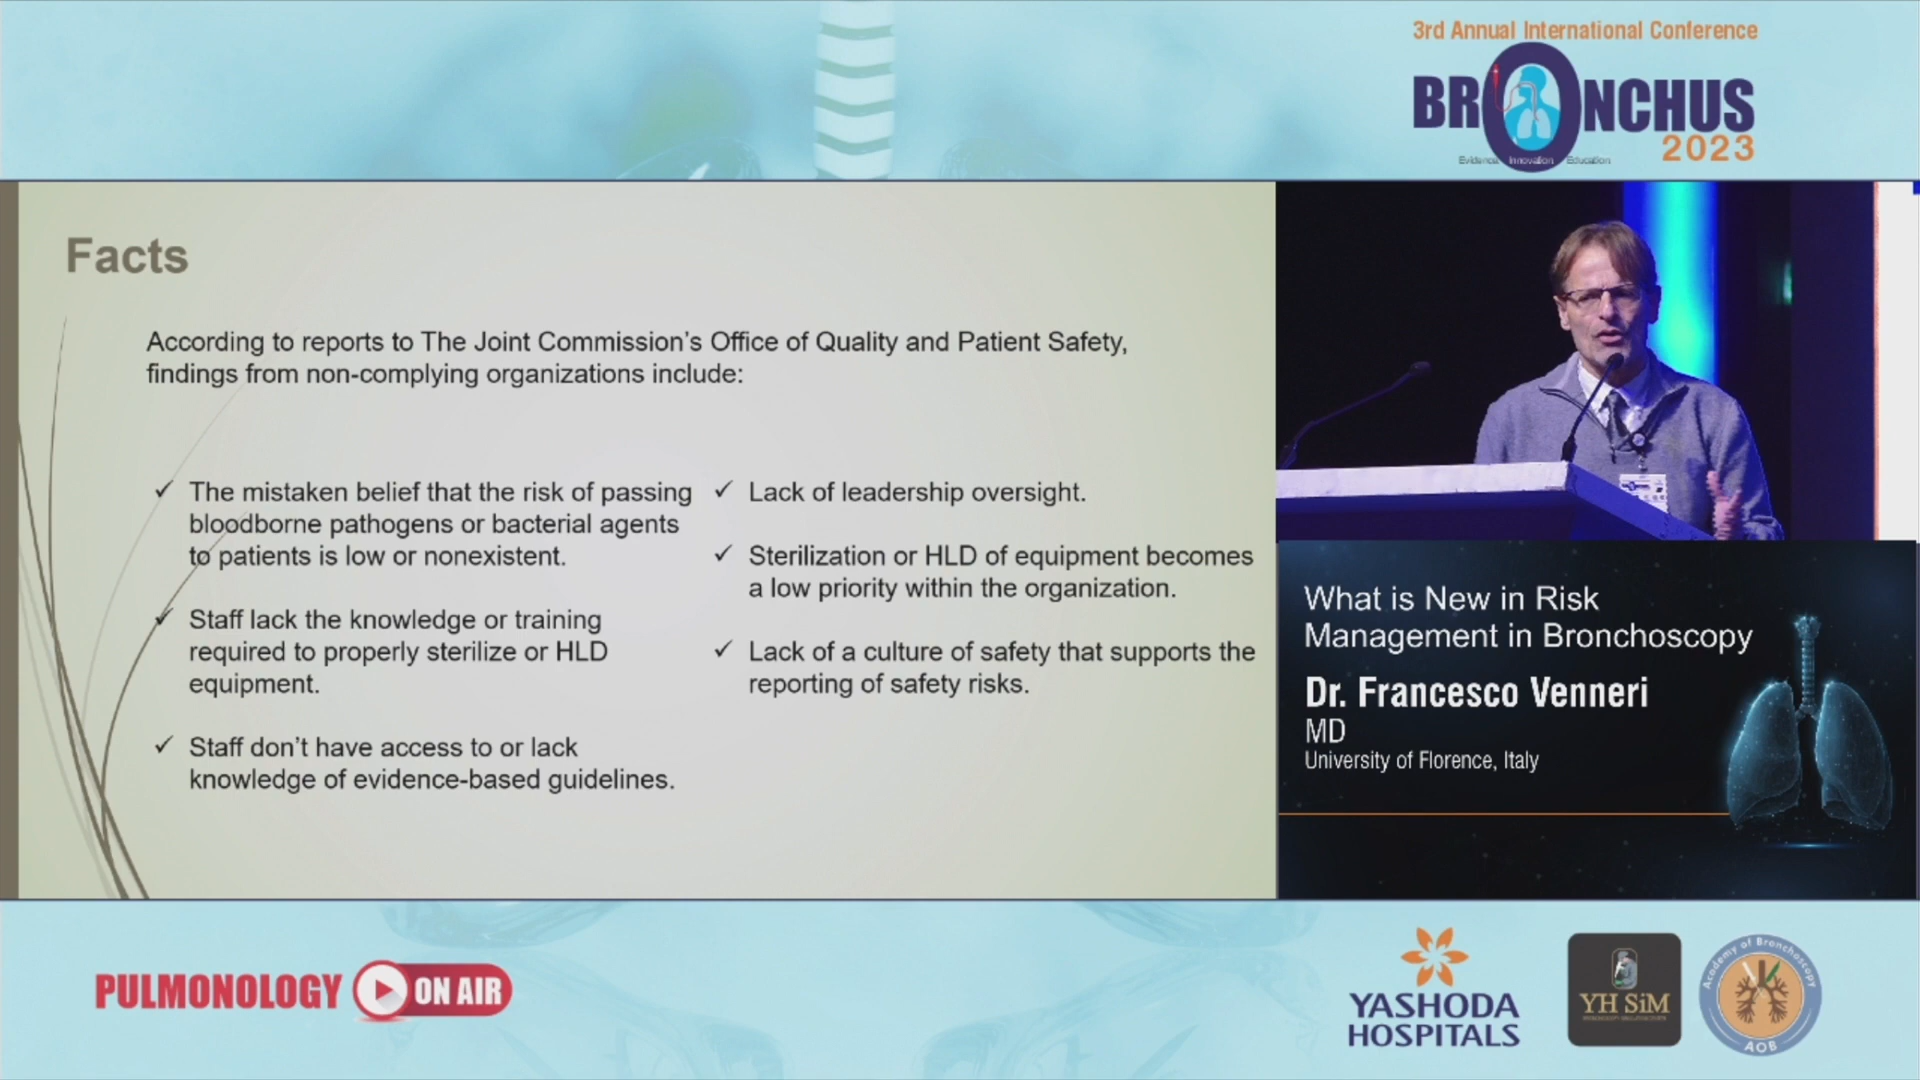 3rd Annual International Conference
BRONCHUS
2023
Evidence Innovation Education
Facts
According to reports to The Joint Commission's Office of Quality and Patient Safety,
findings from non-complying organizations include:
✓ The mistaken belief that the risk of passing
bloodborne pathogens or bacterial agents
to patients is low or nonexistent.
✓ Staff lack the knowledge or training
required to properly sterilize or HLD
equipment.
✓ Staff don't have access to or lack
knowledge of evidence-based guidelines.
✓ Lack of leadership oversight.
✓ Sterilization or HLD of equipment becomes
a low priority within the organization.
✓ Lack of a culture of safety that supports the
reporting of safety risks.
What is New in Risk
Management in Bronchoscopy
Dr. Francesco Venneri
MD
University of Florence, Italy
PULMONOLOGY ON AIR
YASHODA
HOSPITALS
YH SiM
Academy of Bronchoscopy
AOB